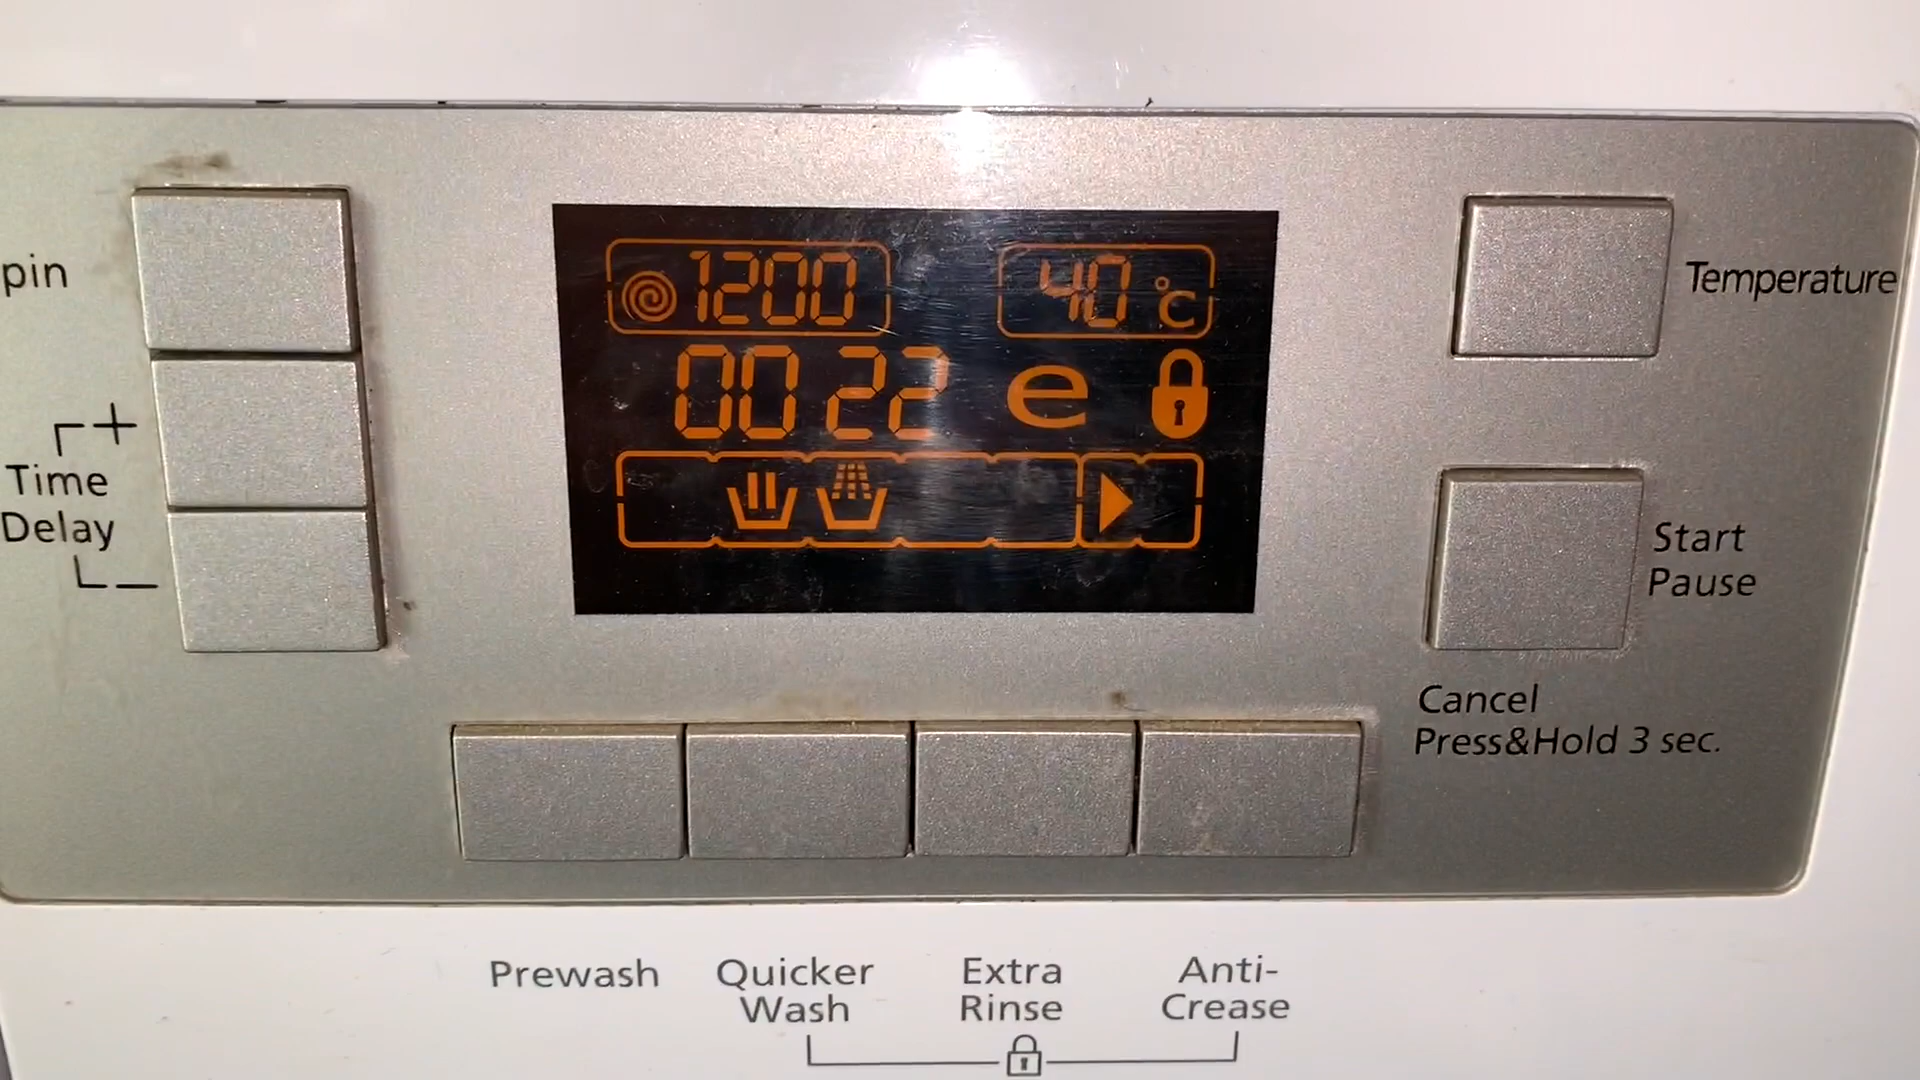 1200
40 °C
00 22 e
pin
+
Time
Delay
–
Temperature
Start
Pause
Cancel
Press&Hold 3 sec.
Prewash
Quicker
Wash
Extra
Rinse
Anti-
Crease